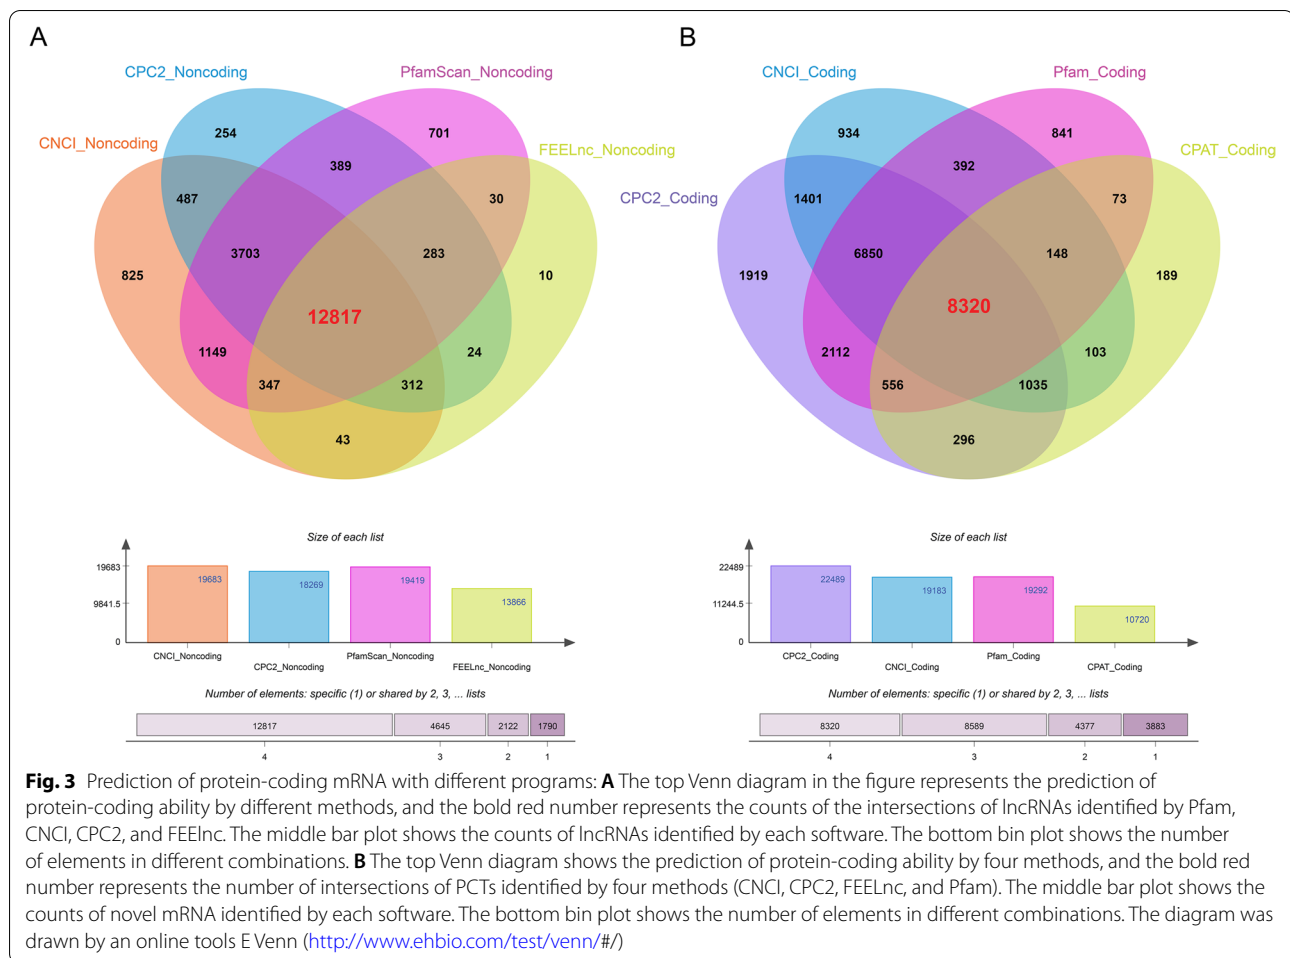 A
CPC2_Noncoding
PfamScan_Noncoding
CNCI_Noncoding
FEELnc_Noncoding
254
701
389
487
30
3703
283
825
10
12817
1149
24
347
312
43
Size of each list
19683
9841.5
0
19683
18269
19419
13866
CNCI_Noncoding
CPC2_Noncoding
PfamScan_Noncoding
FEELnc_Noncoding
Number of elements: specific (1) or shared by 2, 3, ... lists
12817
4645
2122
1790
4
3
2
1
B
CNCI_Coding
Pfam_Coding
CPC2_Coding
CPAT_Coding
934
841
392
1401
73
6850
148
1919
189
8320
2112
103
556
1035
296
Size of each list
22489
11244.5
0
22489
19183
19292
10720
CPC2_Coding
CNCI_Coding
Pfam_Coding
CPAT_Coding
Number of elements: specific (1) or shared by 2, 3, ... lists
8320
8589
4377
3883
4
3
2
1
Fig. 3 Prediction of protein-coding mRNA with different programs: A The top Venn diagram in the figure represents the prediction of
protein-coding ability by different methods, and the bold red number represents the counts of the intersections of lncRNAs identified by Pfam,
CNCI, CPC2, and FEElnc. The middle bar plot shows the counts of lncRNAs identified by each software. The bottom bin plot shows the number
of elements in different combinations. B The top Venn diagram shows the prediction of protein-coding ability by four methods, and the bold red
number represents the number of intersections of PCTs identified by four methods (CNCI, CPC2, FEELnc, and Pfam). The middle bar plot shows the
counts of novel mRNA identified by each software. The bottom bin plot shows the number of elements in different combinations. The diagram was
drawn by an online tools E Venn (http://www.ehbio.com/test/venn/#/)